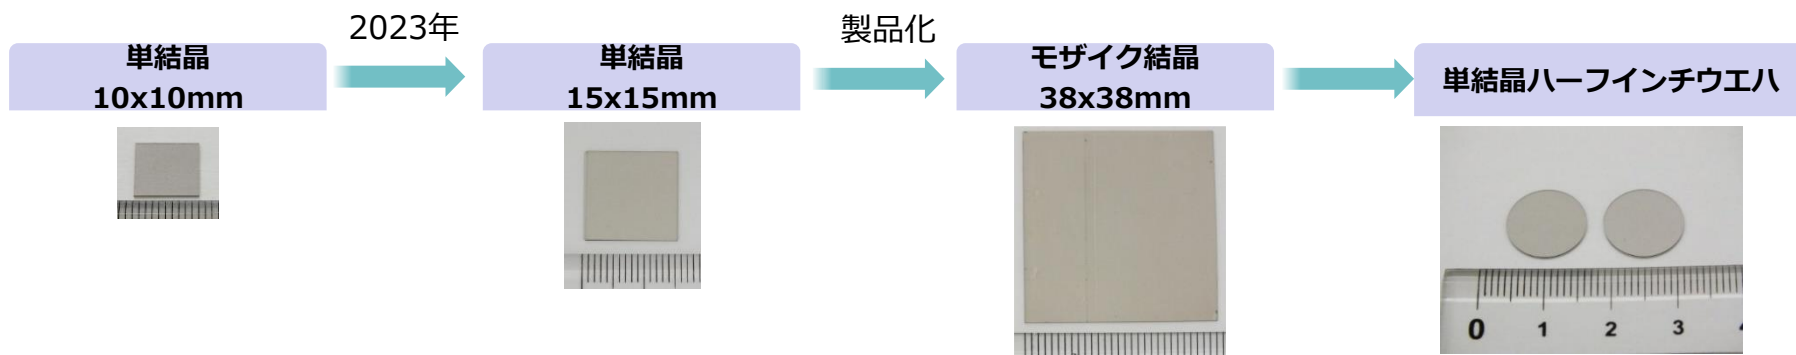 2023年
製品化
単結晶
10x10mm
単結晶
15x15mm
モザイク結晶
38x38mm
単結晶ハーフインチウエハ
0 1 2 3